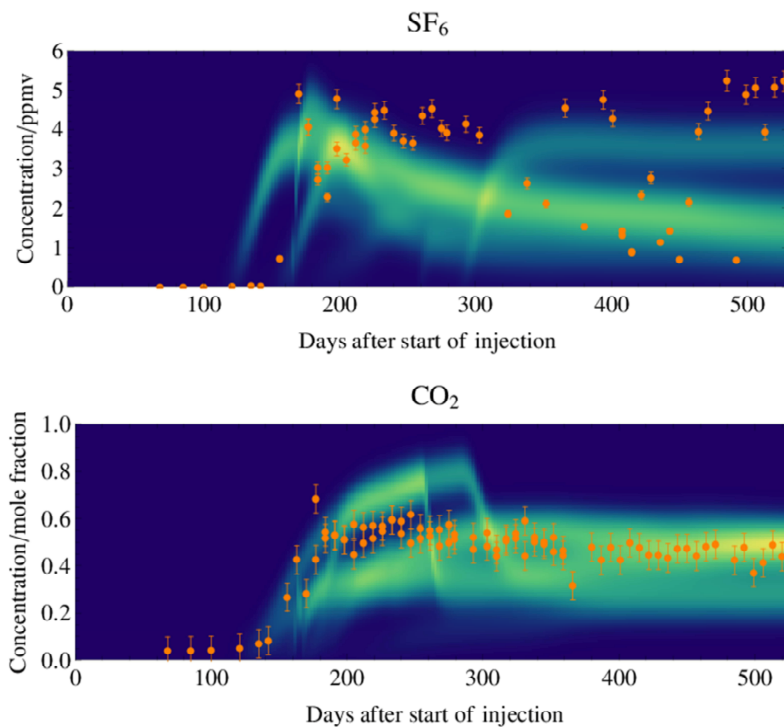 SF₆
Concentration/ppmv
6
5
4
3
2
1
0
0 100 200 300 400 500
Days after start of injection
CO₂
Concentration/mole fraction
1.0
0.8
0.6
0.4
0.2
0.0
0 100 200 300 400 500
Days after start of injection